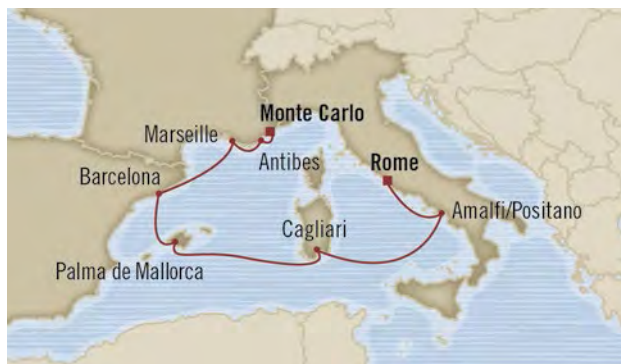 Monte Carlo
Marseille
Antibes
Rome
Barcelona
Amalfi/Positano
Cagliari
Palma de Mallorca